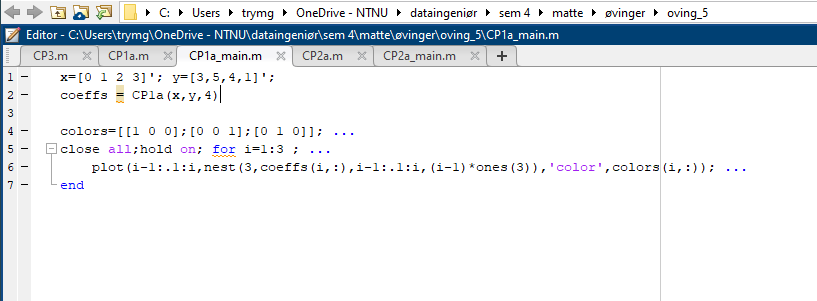 C: Users trymg OneDrive - NTNU dataingeniør sem 4 matte øvinger oving_5
Editor - C:\Users\trymg\OneDrive - NTNU\dataingeniør\sem 4\matte\øvinger\oving_5\CP1a_main.m
CP3.m CP1a.m CP1a_main.m CP2a.m CP2a_main.m
1 x=[0 1 2 3]'; y=[3,5,4,1]';
2 coeffs = CP1a(x,y,4)
3
4 colors=[[1 0 0];[0 0 1];[0 1 0]]; ...
5 close all;hold on; for i=1:3 ; ...
6 plot(i-1:.1:i,nest(3,coeffs(i,:),i-1:.1:i,(i-1)*ones(3)),'color',colors(i,:)); ...
7 end